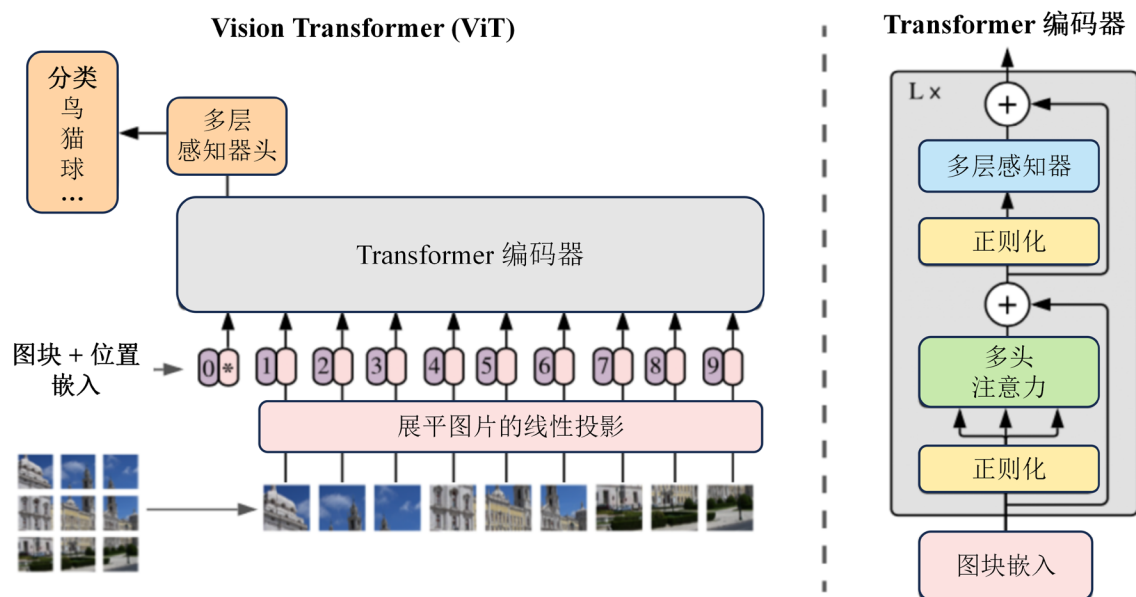 Vision Transformer (ViT)
分类
鸟
猫
球
...
多层
感知器头
Transformer 编码器
图块 + 位置
嵌入
0 * 1 2 3 4 5 6 7 8 9
展平图片的线性投影
Transformer 编码器
L ×
+
多层感知器
正则化
+
多头
注意力
正则化
图块嵌入